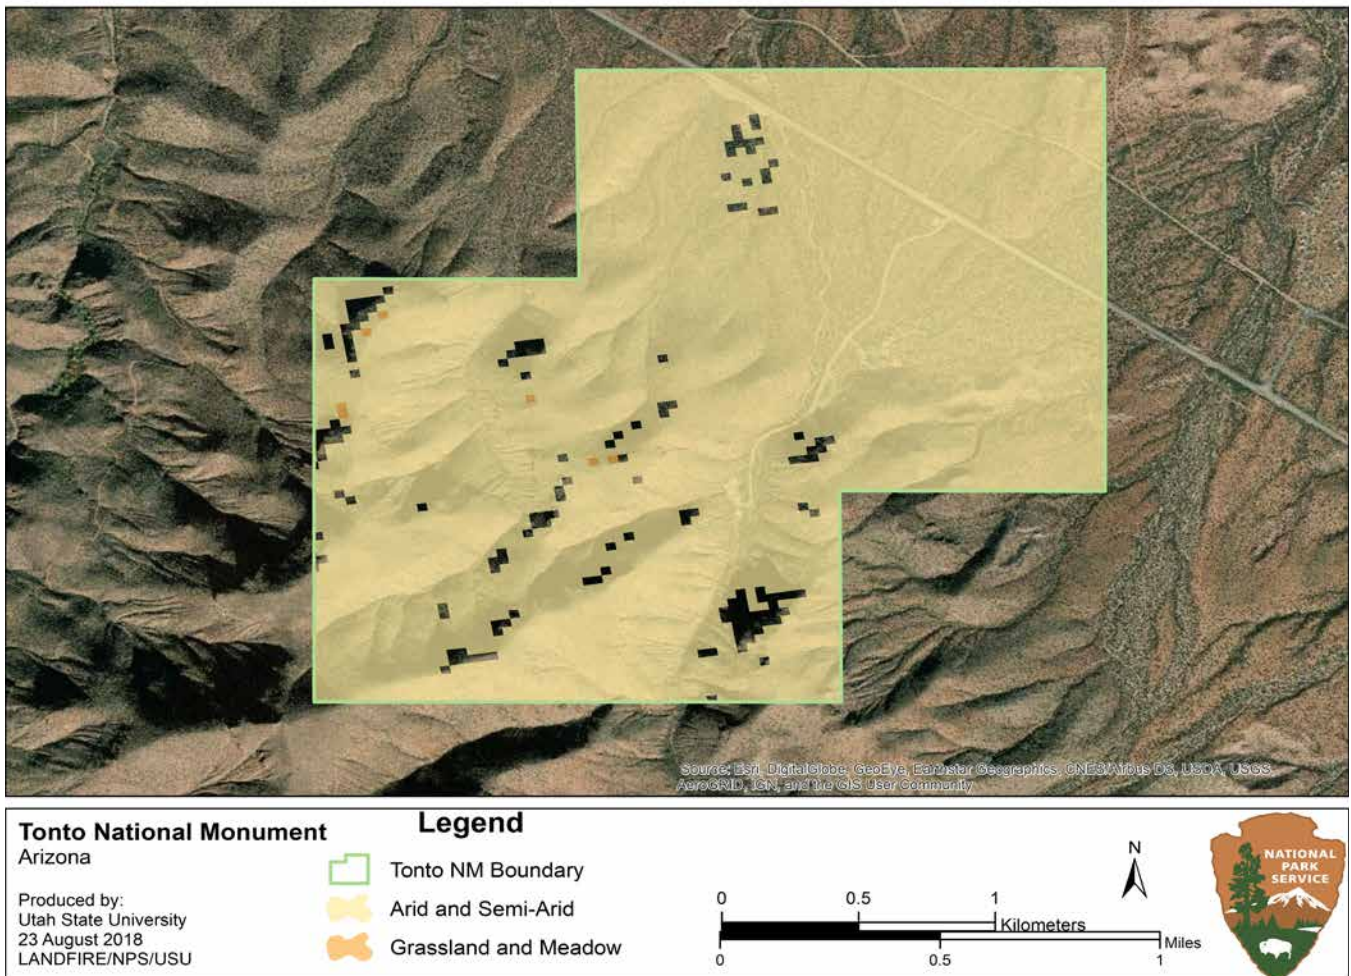 Source: Esri, DigitalGlobe, GeoEye, Earthstar Geographics, CNES/Airbus DS, USDA, USGS,
AeroGRID, IGN, and the GIS User Community
Tonto National Monument
Arizona
Produced by:
Utah State University
23 August 2018
LANDFIRE/NPS/USU
Legend
Tonto NM Boundary
Arid and Semi-Arid
Grassland and Meadow
0 0.5 1
Kilometers
Miles
0 0.5 1
N
NATIONAL
PARK
SERVICE